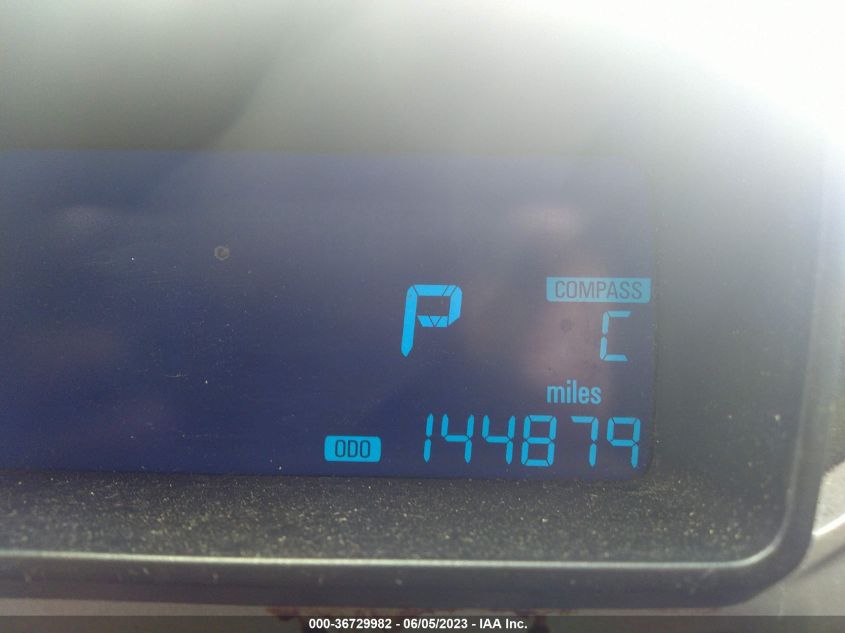 P
COMPASS
C
miles
ODO 144879
000-36729982 - 06/05/2023 - IAA Inc.